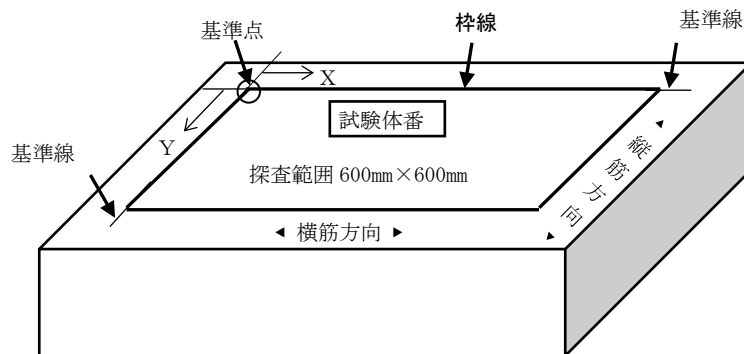 基準点
枠線
基準線
X
試験体番
Y
基準線
探査範囲 600mm×600mm
縦筋方向
横筋方向